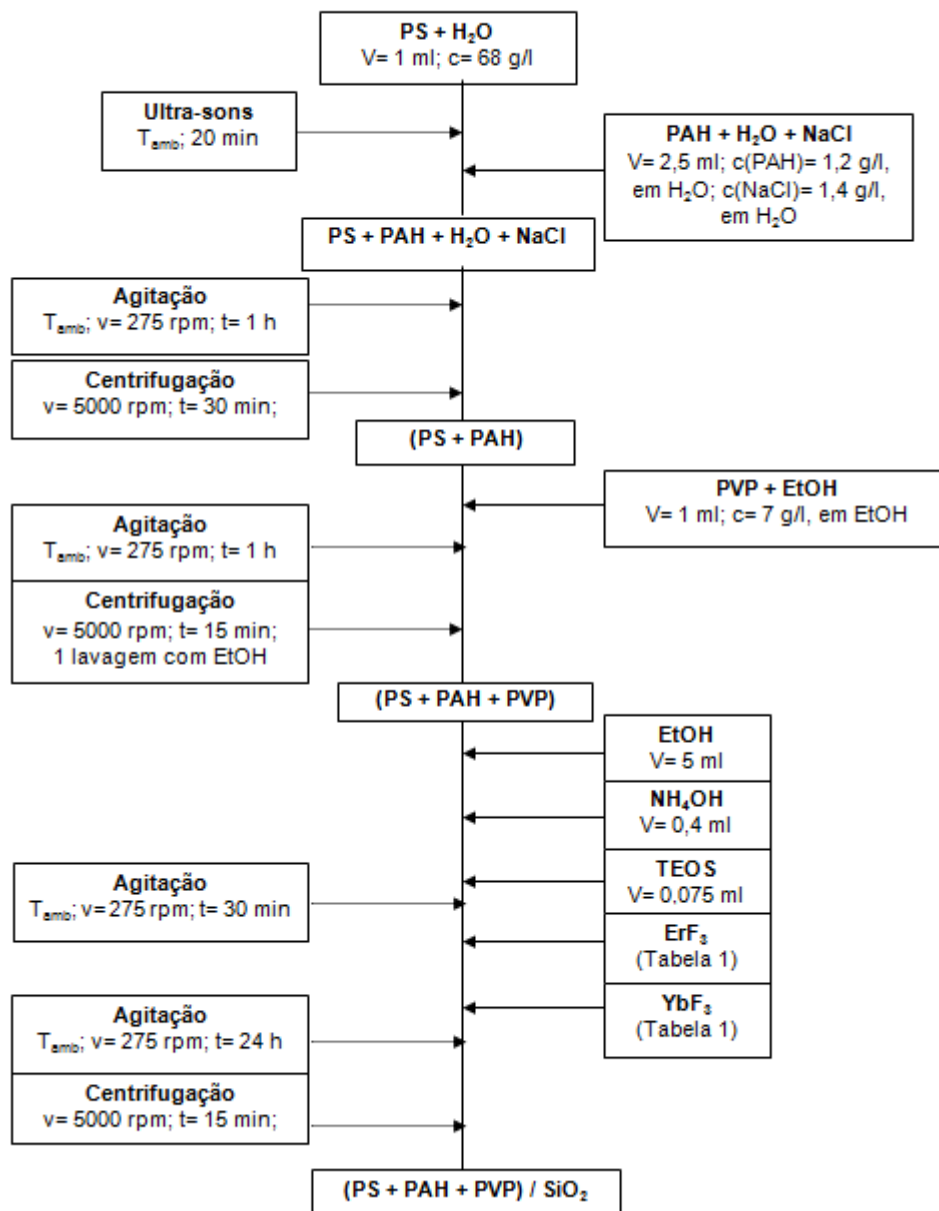 PS + H₂O
V= 1 ml; c= 68 g/l
Ultra-sons
Tₐₘᵦ; 20 min
PAH + H₂O + NaCl
V= 2,5 ml; c(PAH)= 1,2 g/l,
em H₂O; c(NaCl)= 1,4 g/l,
em H₂O
PS + PAH + H₂O + NaCl
Agitação
Tₐₘᵦ; v= 275 rpm; t= 1 h
Centrifugação
v= 5000 rpm; t= 30 min;
(PS + PAH)
PVP + EtOH
V= 1 ml; c= 7 g/l, em EtOH
Agitação
Tₐₘᵦ; v= 275 rpm; t= 1 h
Centrifugação
v= 5000 rpm; t= 15 min;
1 lavagem com EtOH
(PS + PAH + PVP)
EtOH
V= 5 ml
NH₄OH
V= 0,4 ml
TEOS
V= 0,075 ml
Agitação
Tₐₘᵦ; v= 275 rpm; t= 30 min
ErF₃
(Tabela 1)
YbF₃
(Tabela 1)
Agitação
Tₐₘᵦ; v= 275 rpm; t= 24 h
Centrifugação
v= 5000 rpm; t= 15 min;
(PS + PAH + PVP) / SiO₂